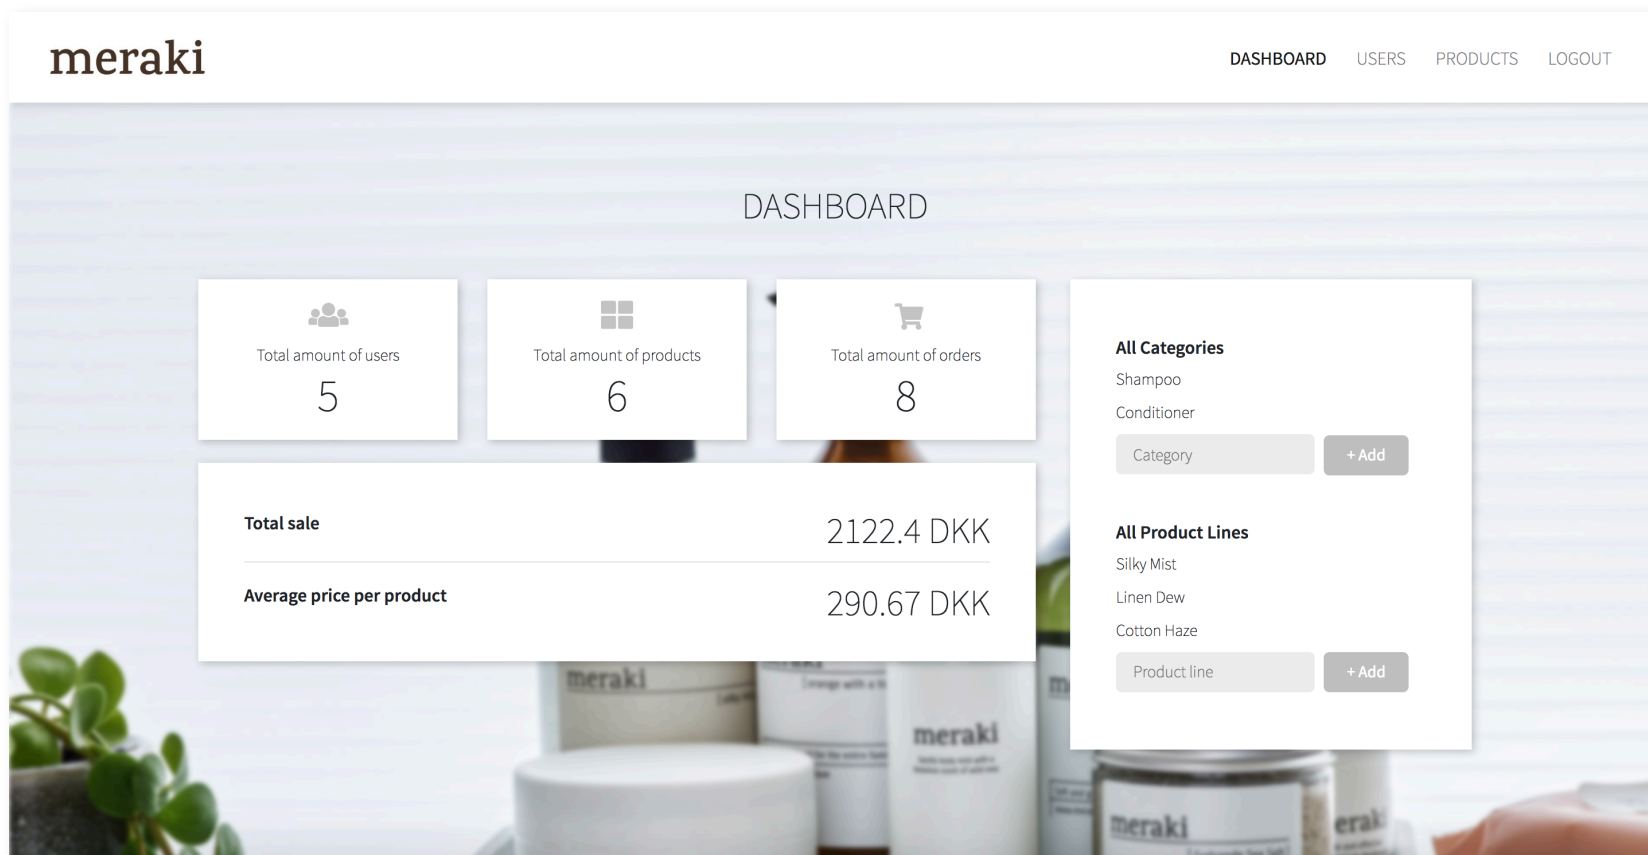 meraki
DASHBOARD
USERS
PRODUCTS
LOGOUT
DASHBOARD
Total amount of users
5
Total amount of products
6
Total amount of orders
8
Total sale
2122.4 DKK
Average price per product
290.67 DKK
All Categories
Shampoo
Conditioner
Category
+ Add
All Product Lines
Silky Mist
Linen Dew
Cotton Haze
Product line
+ Add
meraki
meraki
meraki